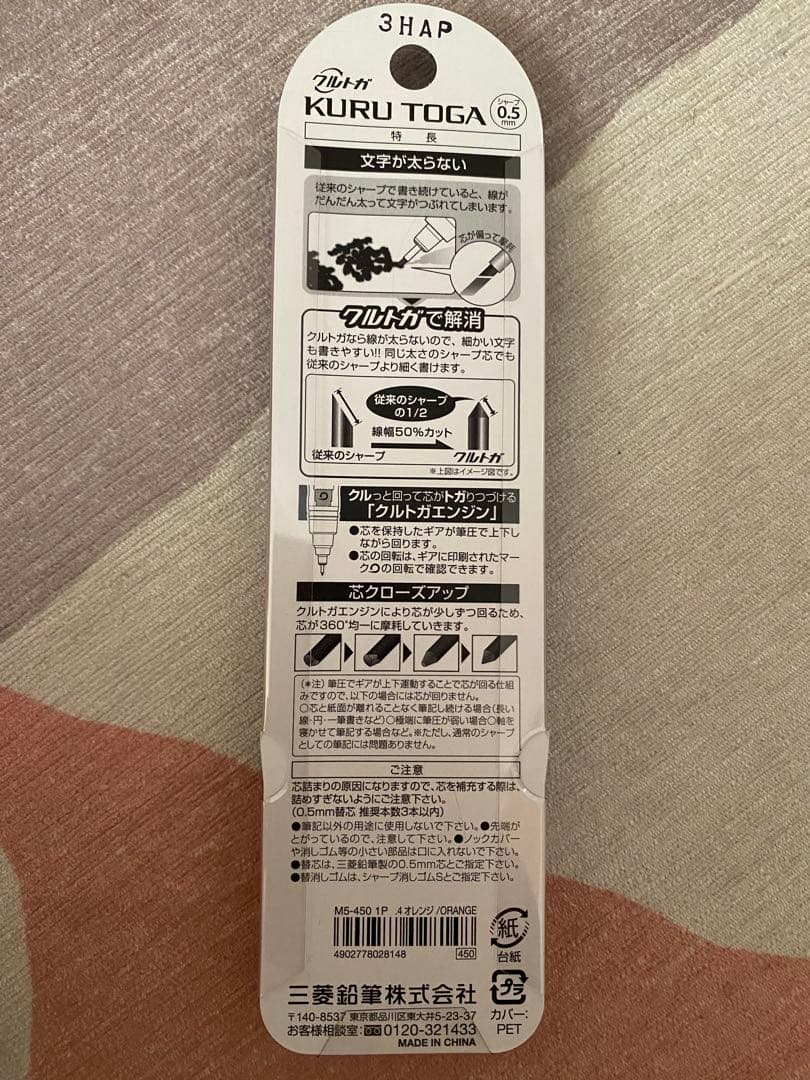 3HAP
クルトガ
KURU TOGA
シャープ
0.5
mm
特長
文字が太らない
従来のシャープで書き続けていると、線が
だんだん太って文字がつぶれてしまいます。
芯が偏って摩耗
クルトガで解消
クルトガなら線が太らないので、細かい文字
も書きやすい!! 同じ太さのシャープ芯でも
従来のシャープより細く書けます。
従来のシャープ
の1/2
線幅50%カット
従来のシャープ
クルトガ
※上図はイメージ図です。
クルっと回って芯がトガりつづける
「クルトガエンジン」
●芯を保持したギアが筆圧で上下し
ながら回ります。
●芯の回転は、ギアに印刷されたマー
クの回転で確認できます。
芯クローズアップ
クルトガエンジンにより芯が少しずつ回るため、
芯が360°均一に摩耗していきます。
(※注) 筆圧でギアが上下運動することで芯が回る仕組
みですので、以下の場合には芯が回りません。
○芯と紙面が離れることなく筆記し続ける場合(長い
線・円・一筆書きなど)○極端に筆圧が弱い場合○軸を
寝かせて筆記する場合など。※ただし、通常のシャープ
としての筆記には問題ありません。
ご注意
芯詰まりの原因になりますので、芯を補充する際は、
詰めすぎないようにご注意下さい。
(0.5mm替芯 推奨本数3本以内)
●筆記以外の用途に使用しないで下さい。●先端が
とがっているので、注意して下さい。●ノックカバー
や消しゴム等の小さい部品は口に入れないで下さい。
●替芯は、三菱鉛筆製の0.5mm芯とご指定下さい。
●替消しゴムは、シャープ消しゴムSとご指定下さい。
M5-450 1P .4 オレンジ/ORANGE
4902778028148
450
紙
台紙
プラ
カバー:
PET
三菱鉛筆株式会社
〒140-8537 東京都品川区東大井5-23-37
お客様相談室:0120-321433
MADE IN CHINA